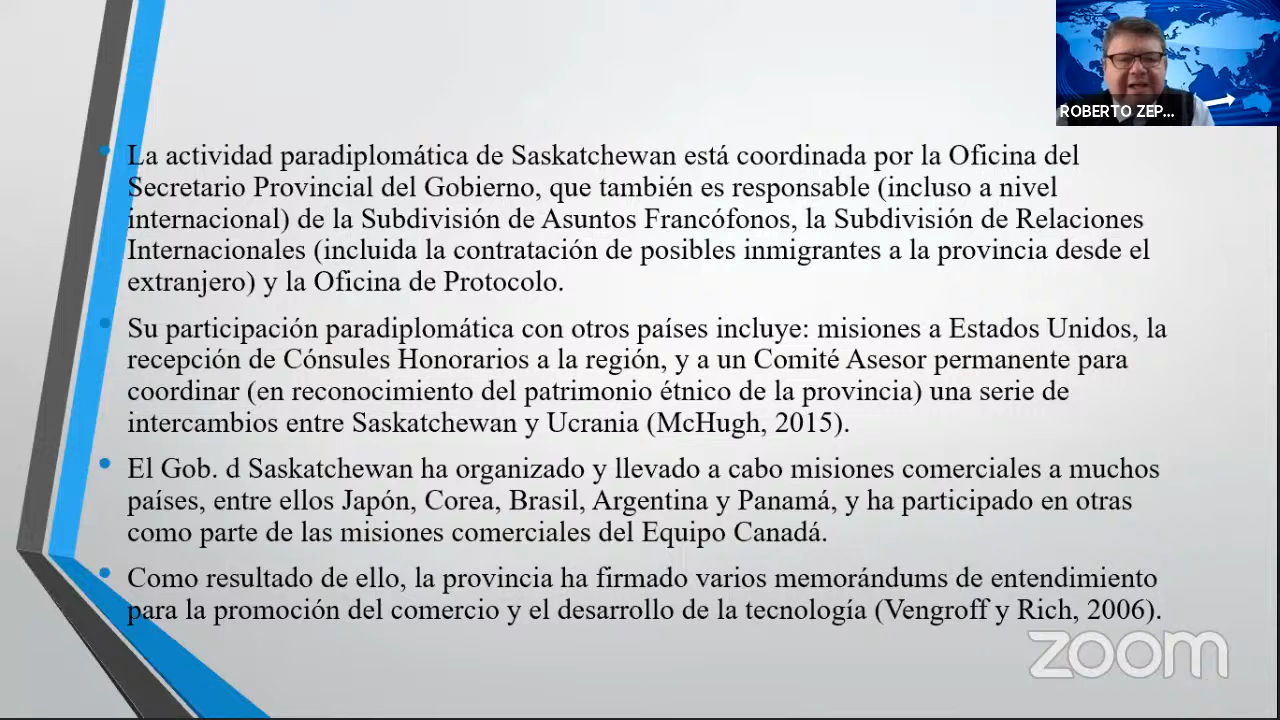 ROBERTO ZEP...
La actividad paradiplomática de Saskatchewan está coordinada por la Oficina del
Secretario Provincial del Gobierno, que también es responsable (incluso a nivel
internacional) de la Subdivisión de Asuntos Francófonos, la Subdivisión de Relaciones
Internacionales (incluida la contratación de posibles inmigrantes a la provincia desde el
extranjero) y la Oficina de Protocolo.
Su participación paradiplomática con otros países incluye: misiones a Estados Unidos, la
recepción de Cónsules Honorarios a la región, y a un Comité Asesor permanente para
coordinar (en reconocimiento del patrimonio étnico de la provincia) una serie de
intercambios entre Saskatchewan y Ucrania (McHugh, 2015).
El Gob. d Saskatchewan ha organizado y llevado a cabo misiones comerciales a muchos
países, entre ellos Japón, Corea, Brasil, Argentina y Panamá, y ha participado en otras
como parte de las misiones comerciales del Equipo Canadá.
Como resultado de ello, la provincia ha firmado varios memorándums de entendimiento
para la promoción del comercio y el desarrollo de la tecnología (Vengroff y Rich, 2006).
zoom